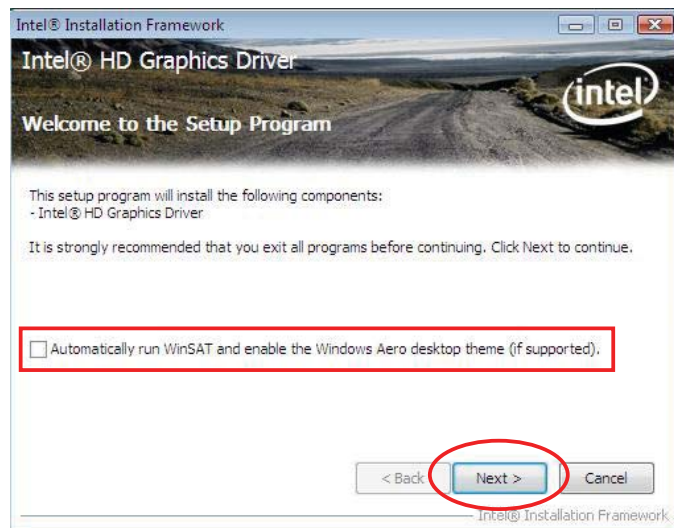 Intel® Installation Framework
Intel® HD Graphics Driver
intel
Welcome to the Setup Program
This setup program will install the following components:
- Intel® HD Graphics Driver
It is strongly recommended that you exit all programs before continuing. Click Next to continue.
Automatically run WinSAT and enable the Windows Aero desktop theme (if supported).
< Back Next > Cancel
Intel® Installation Framework